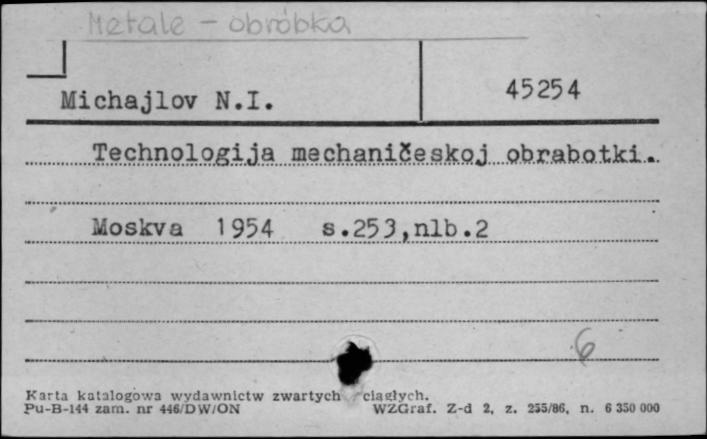 Metale - obróbka
Michajlov N.I.
45254
Technologija mechaničeskoj obrabotki.
Moskva 1954 s.253,nlb.2
6
Karta katalogowa wydawnictw zwartych ciągłych.
Pu-B-144 zam. nr 446/DW/ON WZGraf. Z-d 2, z. 255/86, n. 6 350 000